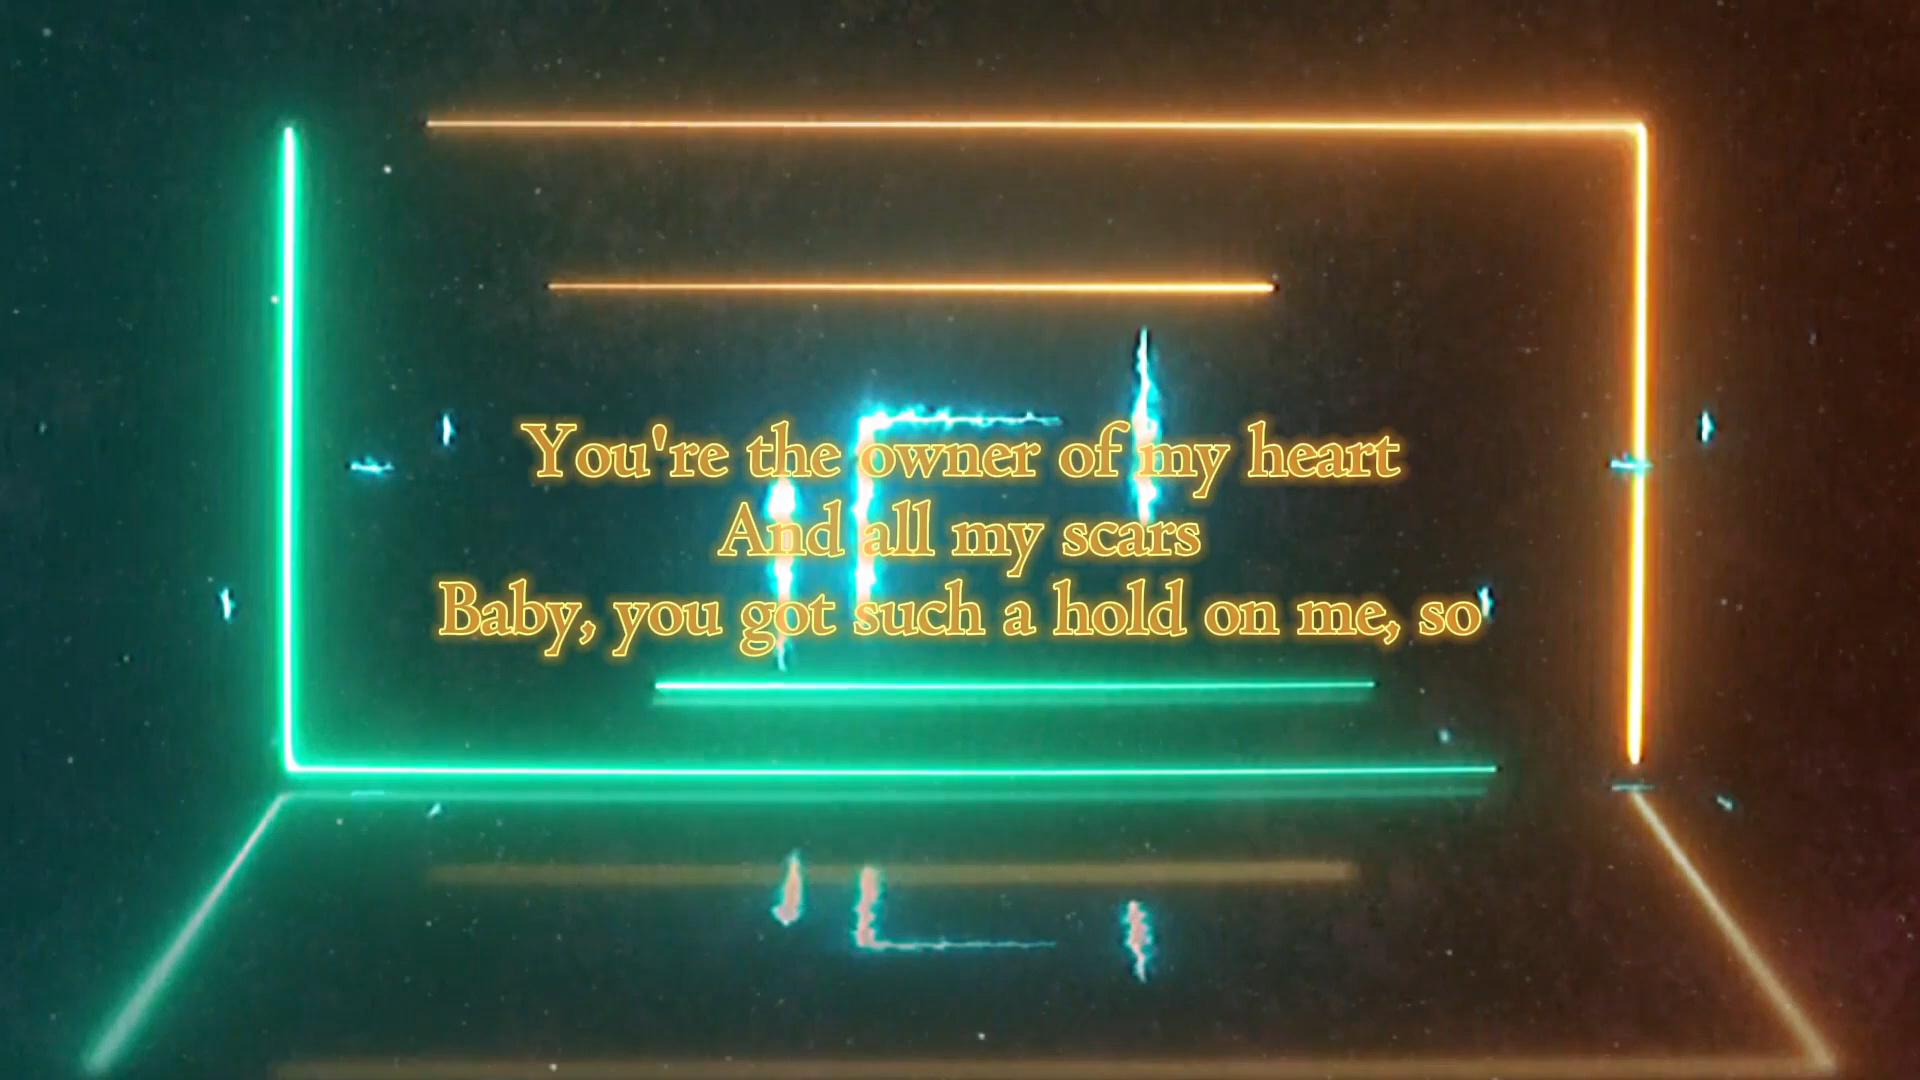 You're the owner of my heart
And all my scars
Baby, you got such a hold on me, so